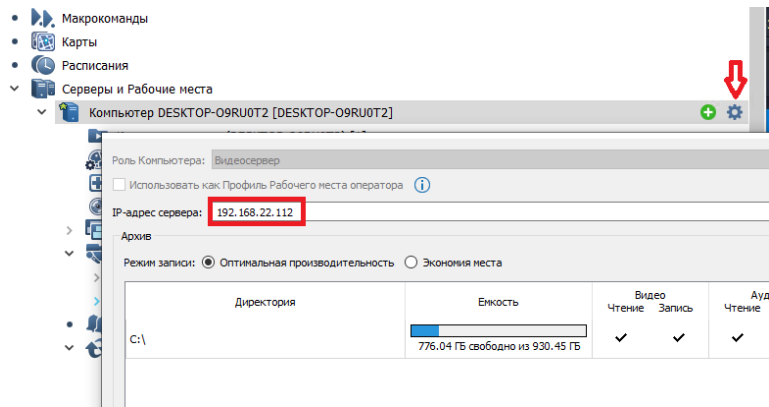 Макрокоманды
Карты
Расписания
Серверы и Рабочие места
Компьютер DESKTOP-O9RU0T2 [DESKTOP-O9RU0T2]
Роль Компьютера: Видеосервер
Использовать как Профиль Рабочего места оператора
IP-адрес сервера: 192.168.22.112
Архив
Режим записи: Оптимальная производительность Экономия места
Директория Емкость Видео Ауд
Чтение Запись Чтение
C:\
776.04 ГБ свободно из 930.45 ГБ